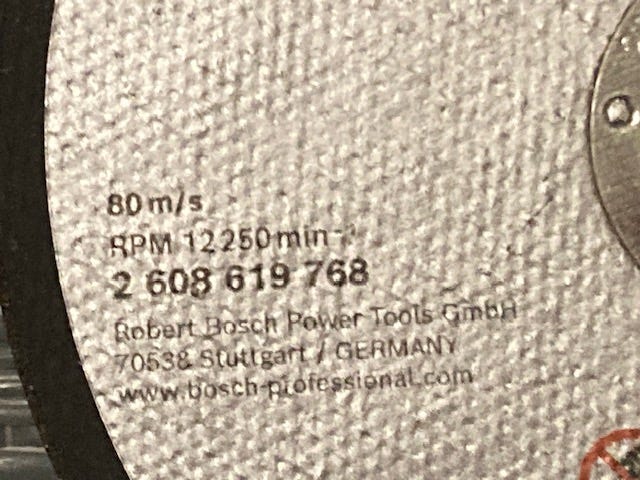 80 m/s
RPM 12250 min⁻¹
2 608 619 768
Robert Bosch Power Tools GmbH
70538 Stuttgart / GERMANY
www.bosch-professional.com